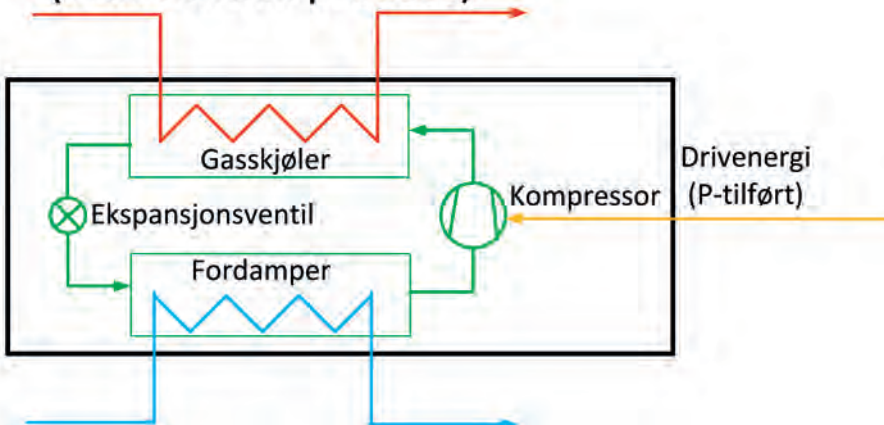 Gasskjøler
Drivenergi
(P-tilført)
Kompressor
Ekspansjonsventil
Fordamper